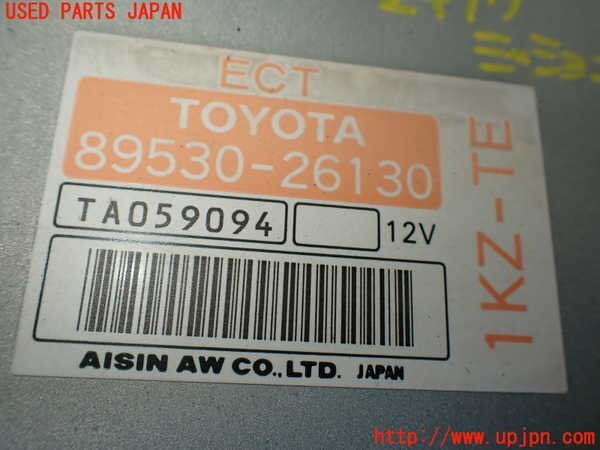 USED PARTS JAPAN
ECT
TOYOTA
89530-26130
1KZ-TE
TA059094
12V
AISIN AW CO.,LTD. JAPAN
http://www.upjpn.com